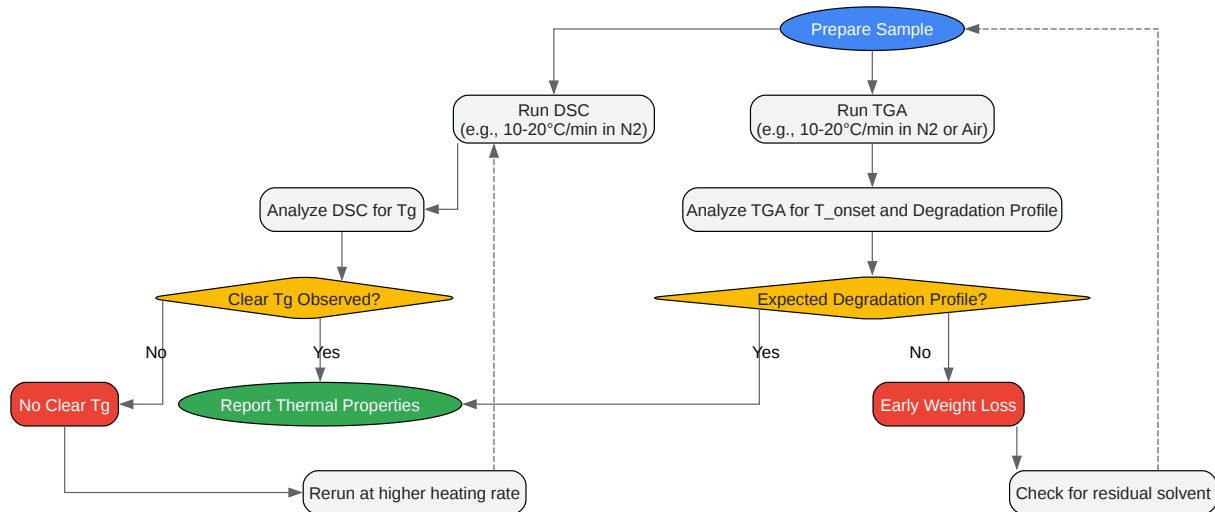 Prepare Sample
Run DSC
(e.g., 10-20°C/min in N2)
Run TGA
(e.g., 10-20°C/min in N2 or Air)
Analyze DSC for Tg
Analyze TGA for T_onset and Degradation Profile
Clear Tg Observed?
Expected Degradation Profile?
No
Yes
Yes
No
No Clear Tg
Report Thermal Properties
Early Weight Loss
Rerun at higher heating rate
Check for residual solvent